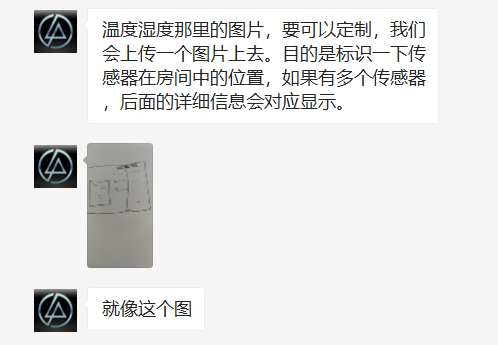 温度湿度那里的图片，要可以定制，我们
会上传一个图片上去。目的是标识一下传
感器在房间中的位置，如果有多个传感器
，后面的详细信息会对应显示。
就像这个图